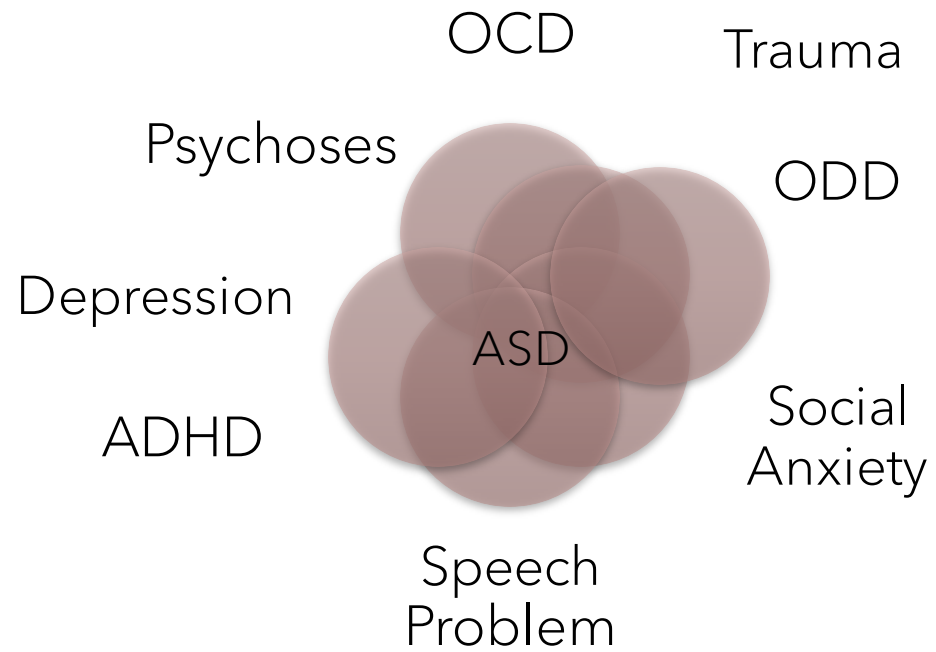 OCD
Trauma
Psychoses
ODD
Depression
ASD
ADHD
Social
Anxiety
Speech
Problem